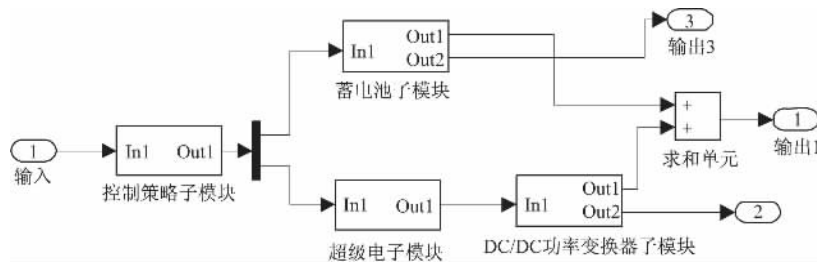 3
输出3
In1
Out1
Out2
蓄电池子模块
1
输入
In1
Out1
控制策略子模块
+
+
求和单元
1
输出1
In1
Out1
超级电子模块
In1
Out1
Out2
DC/DC功率变换器子模块
2